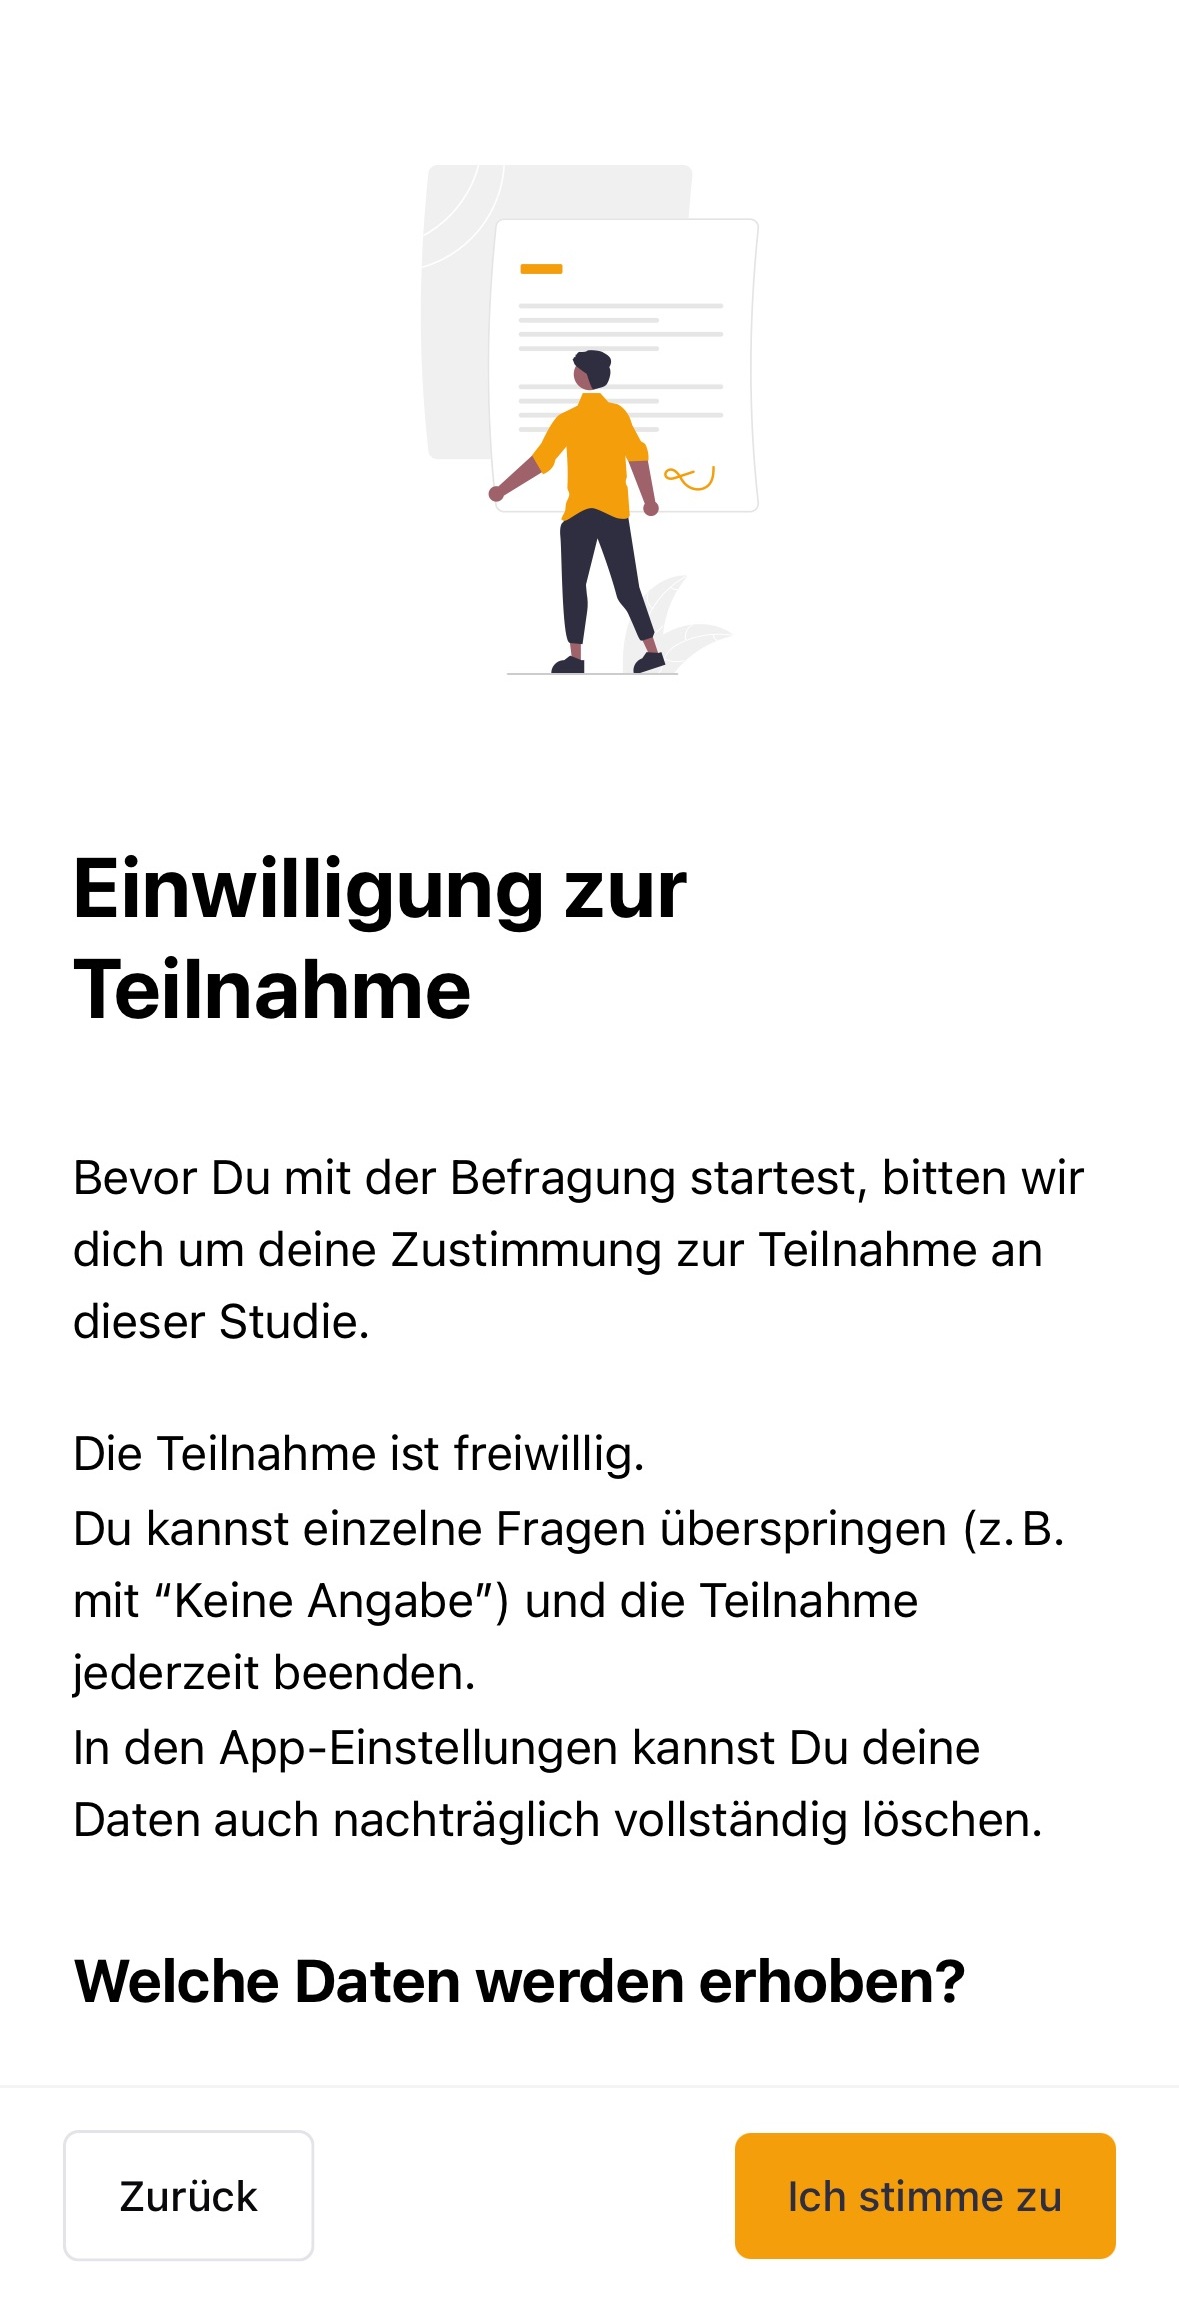 Einwilligung zur
Teilnahme
Bevor Du mit der Befragung startest, bitten wir
dich um deine Zustimmung zur Teilnahme an
dieser Studie.
Die Teilnahme ist freiwillig.
Du kannst einzelne Fragen überspringen (z. B.
mit “Keine Angabe”) und die Teilnahme
jederzeit beenden.
In den App-Einstellungen kannst Du deine
Daten auch nachträglich vollständig löschen.
Welche Daten werden erhoben?
Zurück
Ich stimme zu